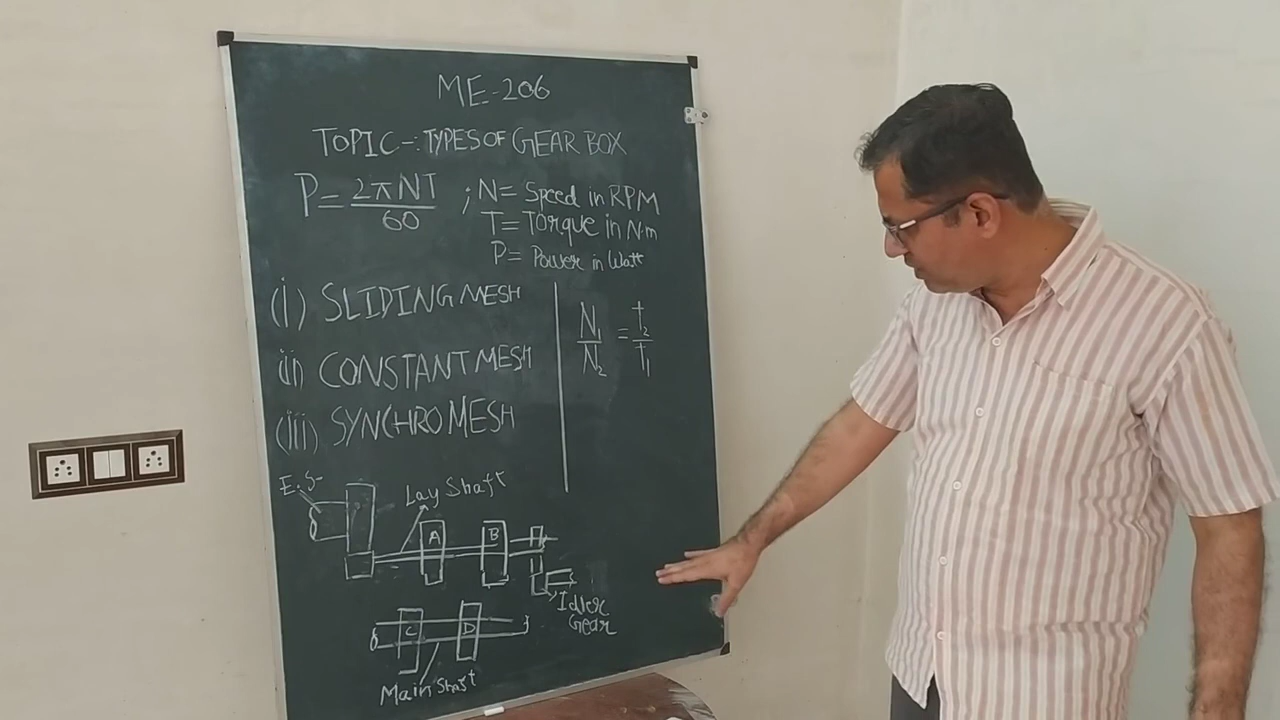 ME-206
TOPIC-: TYPES OF GEAR BOX
P = 2πNT / 60 ; N = Speed in RPM
T = Torque in N.m
P = Power in Watt
(i) SLIDING MESH
(ii) CONSTANT MESH
(iii) SYNCHROMESH
N1 / N2 = t2 / t1
E.S-
Lay Shaft
A
B
Idler
Gear
C
D
Main Shaft